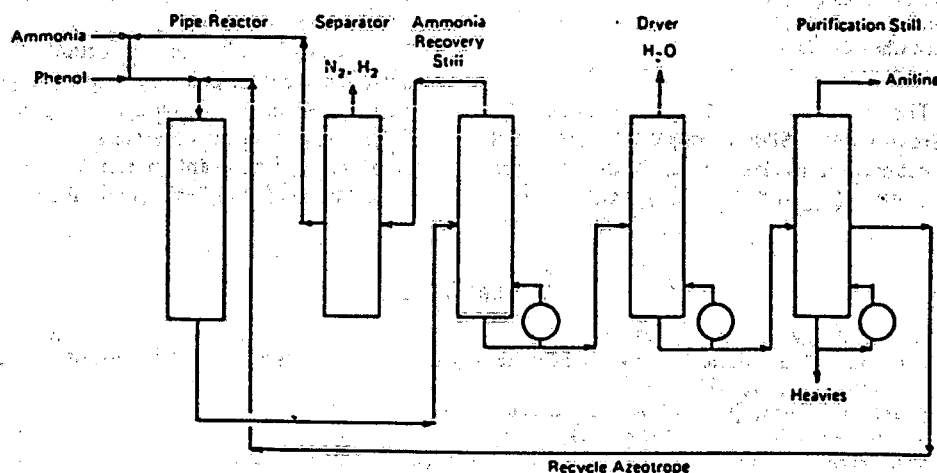 Pipe Reactor
Separator
Ammonia
Recovery
Still
Dryer
H2O
Purification Still
Ammonia
Phenol
N2, H2
Aniline
Heavies
Recycle Azeotrope